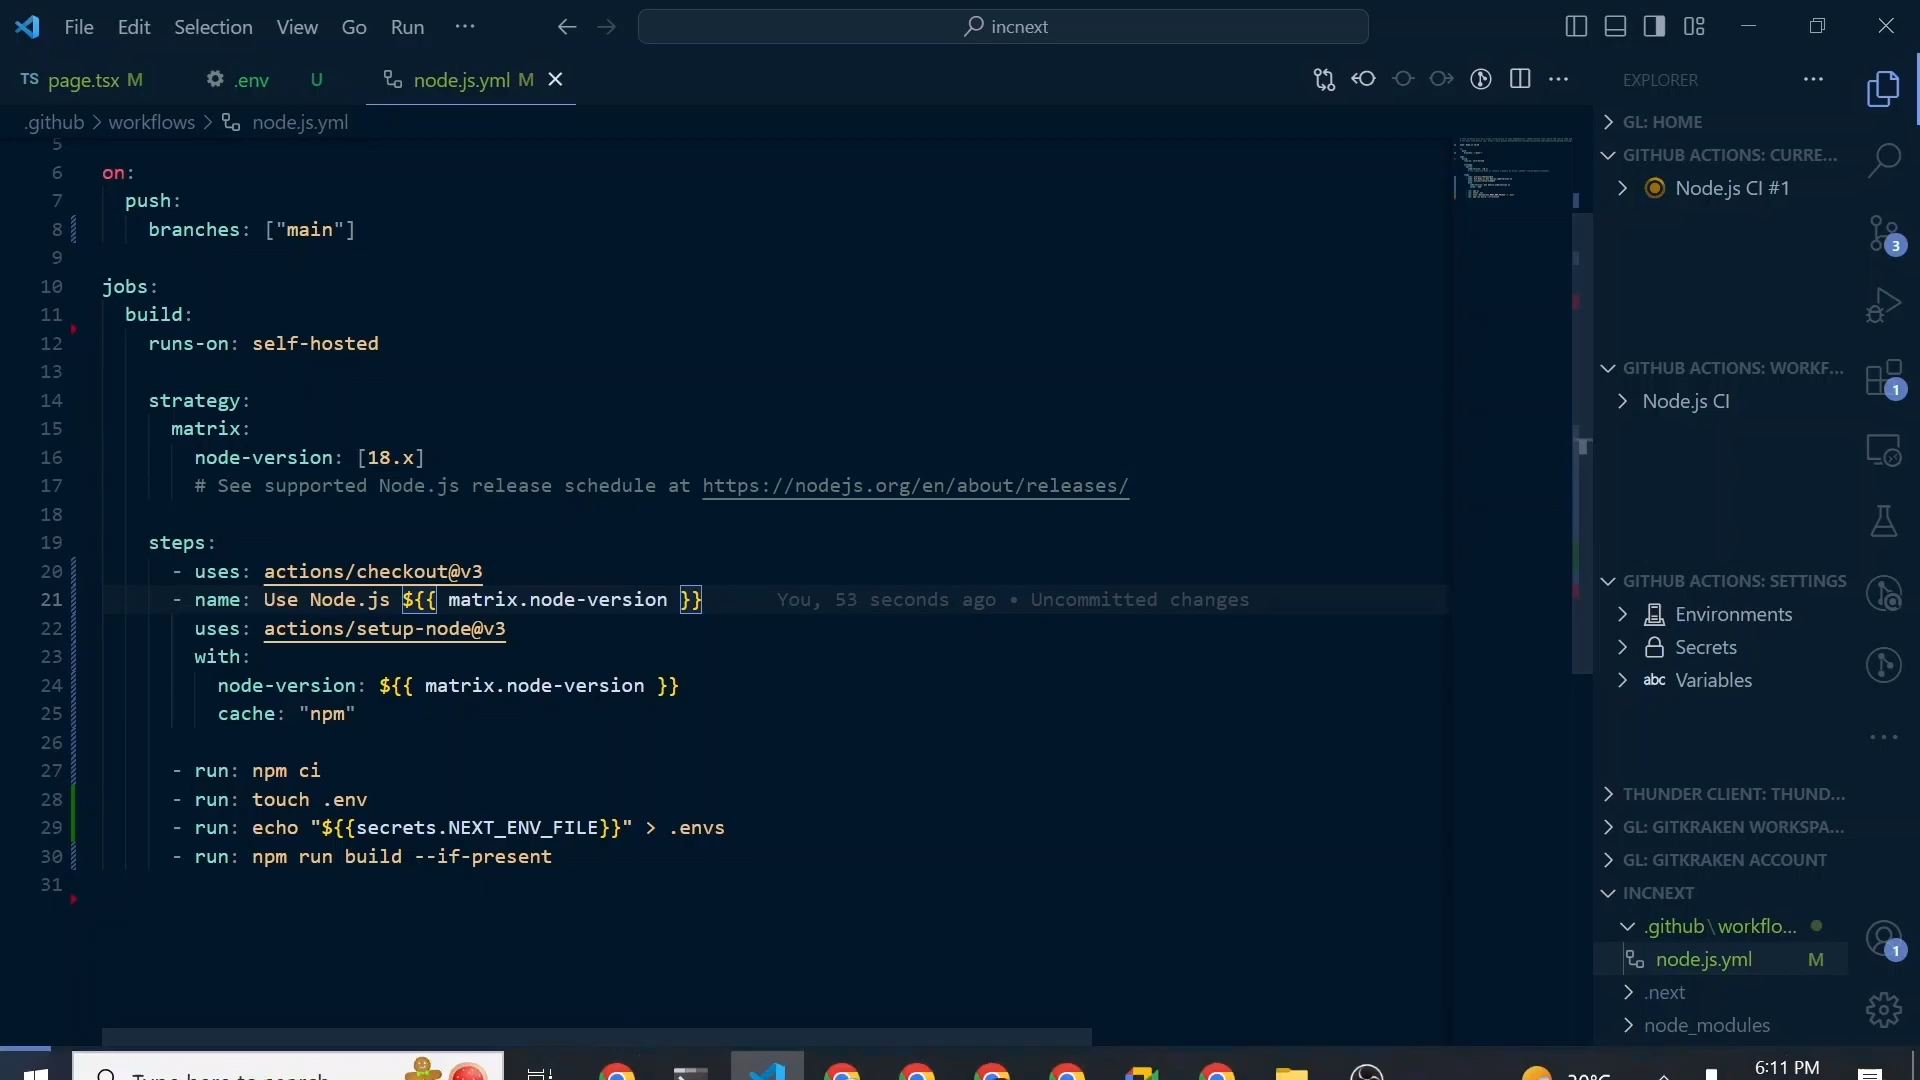 File Edit Selection View Go Run ...
incnext
TS page.tsx M
.env U
node.js.yml M
.github > workflows > node.js.yml
5
6 on:
7 push:
8 branches: ["main"]
9
10 jobs:
11 build:
12 runs-on: self-hosted
13
14 strategy:
15 matrix:
16 node-version: [18.x]
17 # See supported Node.js release schedule at https://nodejs.org/en/about/releases/
18
19 steps:
20 - uses: actions/checkout@v3
21 - name: Use Node.js ${{ matrix.node-version }} You, 53 seconds ago • Uncommitted changes
22 uses: actions/setup-node@v3
23 with:
24 node-version: ${{ matrix.node-version }}
25 cache: "npm"
26
27 - run: npm ci
28 - run: touch .env
29 - run: echo "${{secrets.NEXT_ENV_FILE}}" > .envs
30 - run: npm run build --if-present
31
EXPLORER
GL: HOME
GITHUB ACTIONS: CURRE...
Node.js CI #1
GITHUB ACTIONS: WORKF...
Node.js CI
GITHUB ACTIONS: SETTINGS
Environments
Secrets
abc Variables
THUNDER CLIENT: THUND...
GL: GITKRAKEN WORKSPA...
GL: GITKRAKEN ACCOUNT
INCNEXT
.github\workflo...
node.js.yml M
.next
node_modules
3
1
1
Type here to search
6:11 PM